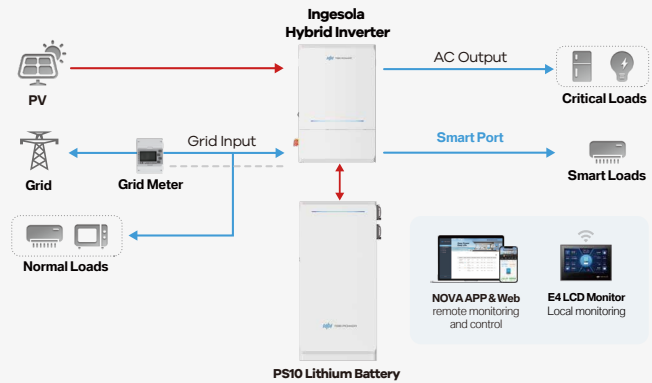 Ingesola
Hybrid Inverter
PV
AC Output
Critical Loads
Grid Input
Smart Port
Grid
Grid Meter
Smart Loads
Normal Loads
NOVA APP & Web
remote monitoring
and control
E4 LCD Monitor
Local monitoring
PS10 Lithium Battery